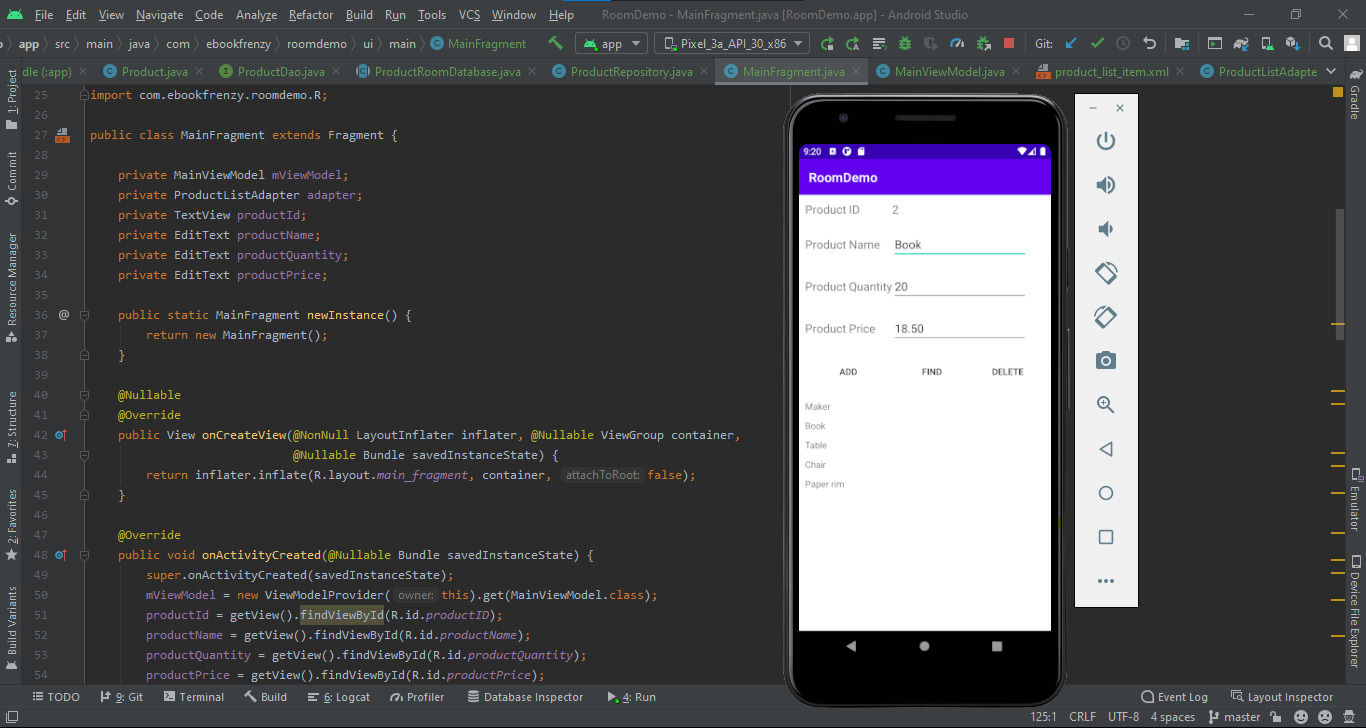 File Edit View Navigate Code Analyze Refactor Build Run Tools VCS Window Help RoomDemo - MainFragment.java [RoomDemo.app] - Android Studio
app src main java com ebookfrenzy roomdemo ui main MainFragment app Pixel_3a_API_30_x86 Git:
dle (:app) Product.java ProductDao.java ProductRoomDatabase.java ProductRepository.java MainFragment.java MainViewModel.java product_list_item.xml ProductListAdapte
1: Project
Commit
Resource Manager
7: Structure
2: Favorites
Build Variants
25 import com.ebookfrenzy.roomdemo.R;
26
27 public class MainFragment extends Fragment {
28
29 private MainViewModel mViewModel;
30 private ProductListAdapter adapter;
31 private TextView productId;
32 private EditText productName;
33 private EditText productQuantity;
34 private EditText productPrice;
35
36 @ public static MainFragment newInstance() {
37 return new MainFragment();
38 }
39
40 @Nullable
41 @Override
42 public View onCreateView(@NonNull LayoutInflater inflater, @Nullable ViewGroup container,
43 @Nullable Bundle savedInstanceState) {
44 return inflater.inflate(R.layout.main_fragment, container, attachToRoot: false);
45 }
46
47 @Override
48 public void onActivityCreated(@Nullable Bundle savedInstanceState) {
49 super.onActivityCreated(savedInstanceState);
50 mViewModel = new ViewModelProvider( owner: this).get(MainViewModel.class);
51 productId = getView().findViewById(R.id.productID);
52 productName = getView().findViewById(R.id.productName);
53 productQuantity = getView().findViewById(R.id.productQuantity);
54 productPrice = getView().findViewById(R.id.productPrice);
9:20
RoomDemo
Product ID 2
Product Name Book
Product Quantity 20
Product Price 18.50
ADD FIND DELETE
Maker
Book
Table
Chair
Paper rim
Gradle
Emulator
Device File Explorer
TODO 9: Git Terminal Build 6: Logcat Profiler Database Inspector 4: Run Event Log Layout Inspector
125:1 CRLF UTF-8 4 spaces master